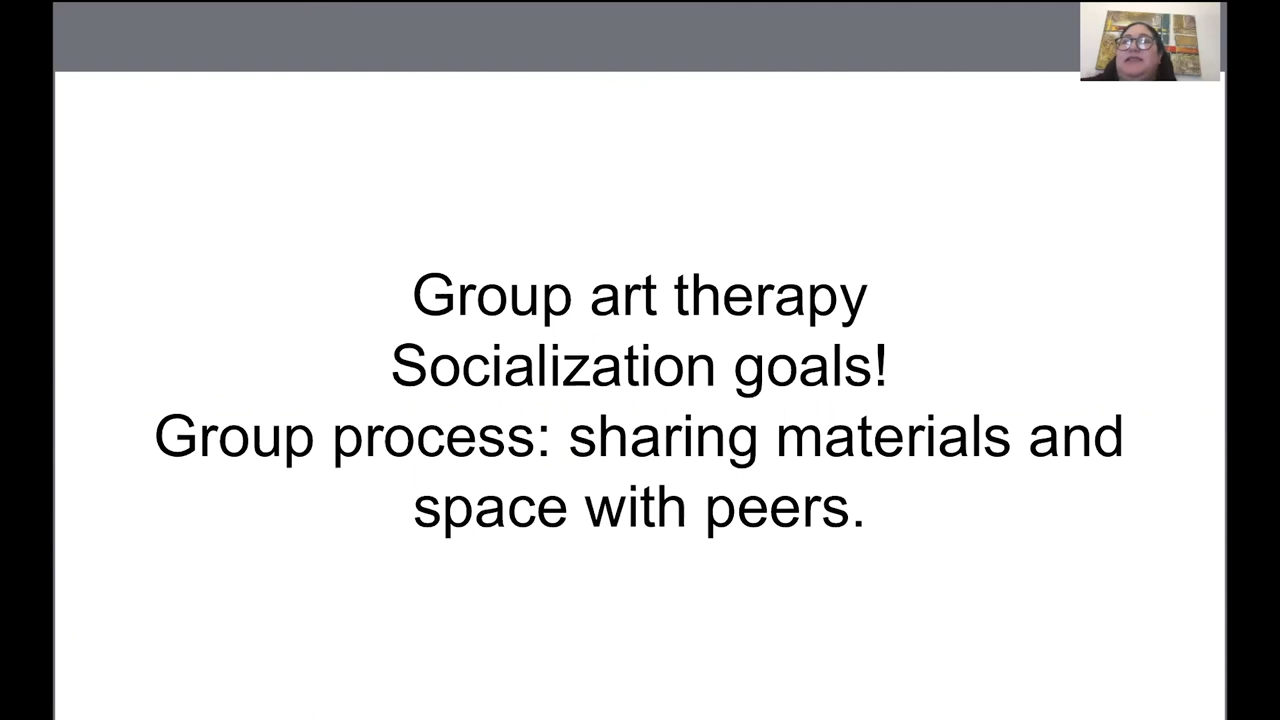 Group art therapy
Socialization goals!
Group process: sharing materials and
space with peers.